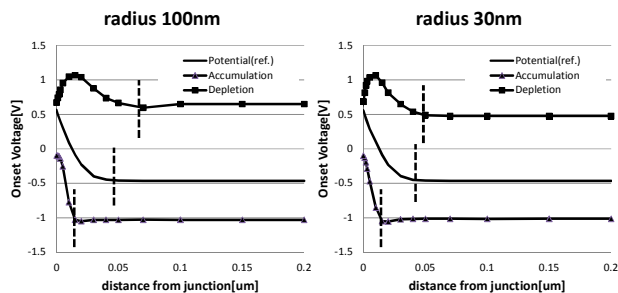 radius 100nm
Onset Voltage[V]
1.5
1
0.5
0
-0.5
-1
-1.5
Potential(ref.)
Accumulation
Depletion
0 0.05 0.1 0.15 0.2
distance from junction[um]
radius 30nm
Onset Voltage[V]
1.5
1
0.5
0
-0.5
-1
-1.5
Potential(ref.)
Accumulation
Depletion
0 0.05 0.1 0.15 0.2
distance from junction[um]